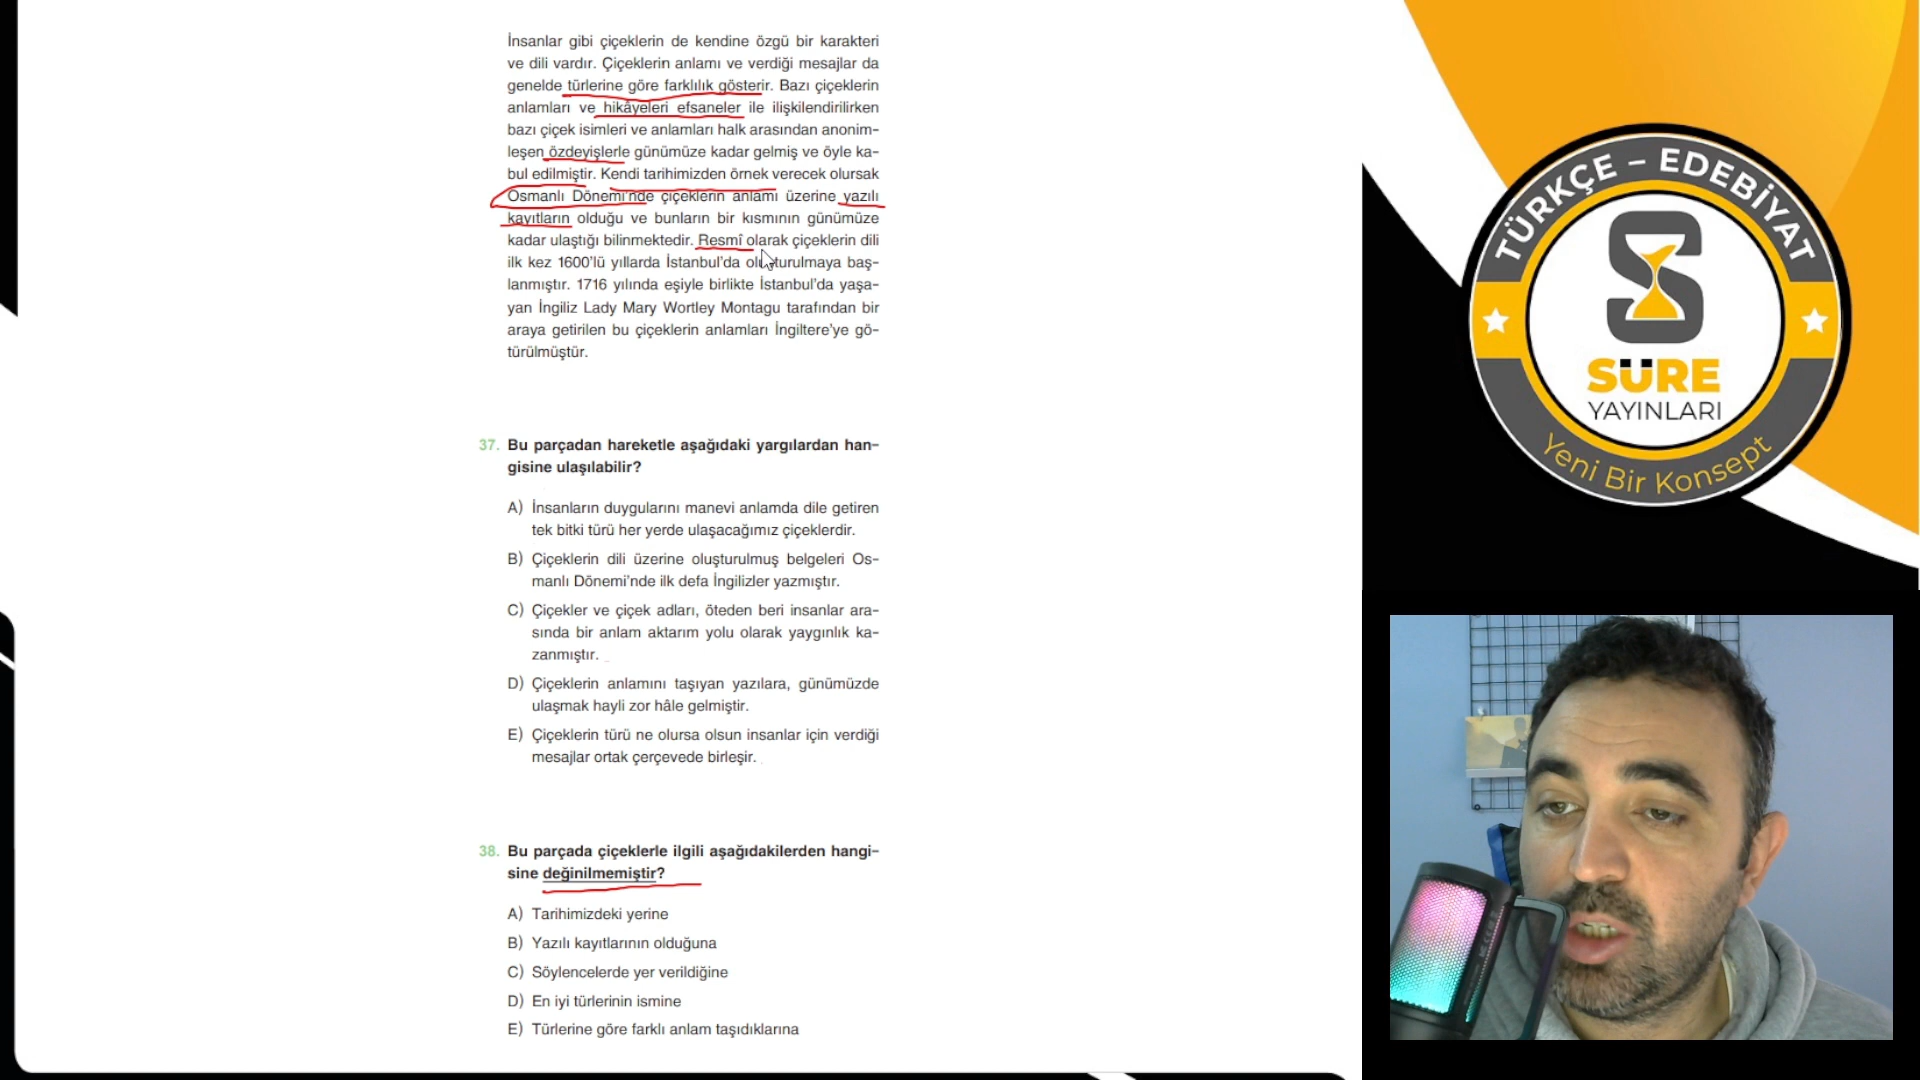 İnsanlar gibi çiçeklerin de kendine özgü bir karakteri
ve dili vardır. Çiçeklerin anlamı ve verdiği mesajlar da
genelde türlerine göre farklılık gösterir. Bazı çiçeklerin
anlamları ve hikâyeleri efsaneler ile ilişkilendirilirken
bazı çiçek isimleri ve anlamları halk arasından anonim-
leşen özdeyişlerle günümüze kadar gelmiş ve öyle ka-
bul edilmiştir. Kendi tarihimizden örnek verecek olursak
Osmanlı Dönemi'nde çiçeklerin anlamı üzerine yazılı
kayıtların olduğu ve bunların bir kısmının günümüze
kadar ulaştığı bilinmektedir. Resmî olarak çiçeklerin dili
ilk kez 1600'lü yıllarda İstanbul'da oluşturulmaya baş-
lanmıştır. 1716 yılında eşiyle birlikte İstanbul'da yaşa-
yan İngiliz Lady Mary Wortley Montagu tarafından bir
araya getirilen bu çiçeklerin anlamları İngiltere'ye gö-
türülmüştür.
37. Bu parçadan hareketle aşağıdaki yargılardan han-
gisine ulaşılabilir?
A) İnsanların duygularını manevi anlamda dile getiren
tek bitki türü her yerde ulaşacağımız çiçeklerdir.
B) Çiçeklerin dili üzerine oluşturulmuş belgeleri Os-
manlı Dönemi'nde ilk defa İngilizler yazmıştır.
C) Çiçekler ve çiçek adları, öteden beri insanlar ara-
sında bir anlam aktarım yolu olarak yaygınlık ka-
zanmıştır.
D) Çiçeklerin anlamını taşıyan yazılara, günümüzde
ulaşmak hayli zor hâle gelmiştir.
E) Çiçeklerin türü ne olursa olsun insanlar için verdiği
mesajlar ortak çerçevede birleşir.
38. Bu parçada çiçeklerle ilgili aşağıdakilerden hangi-
sine değinilmemiştir?
A) Tarihimizdeki yerine
B) Yazılı kayıtlarının olduğuna
C) Söylencelerde yer verildiğine
D) En iyi türlerinin ismine
E) Türlerine göre farklı anlam taşıdıklarına
TÜRKÇE – EDEBİYAT
SÜRE
YAYINLARI
Yeni Bir Konsept